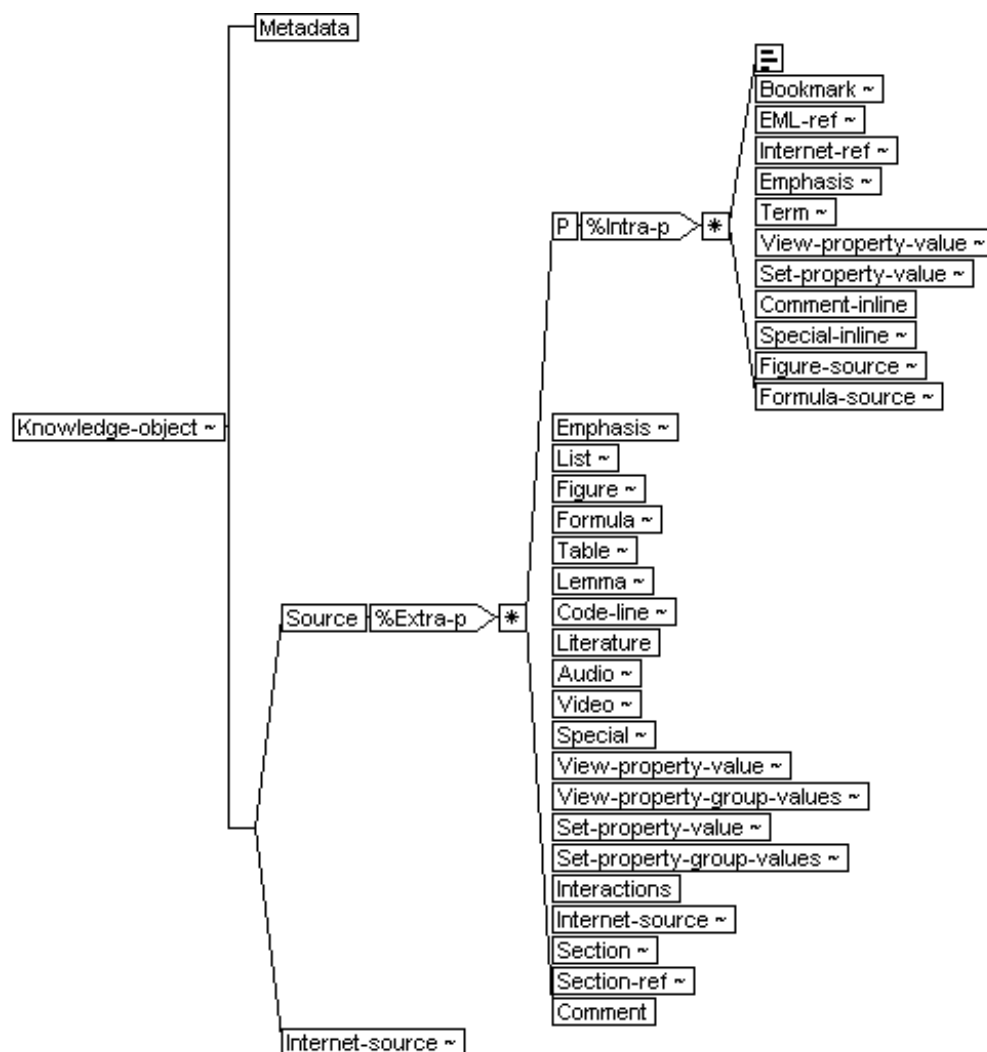 Metadata
Bookmark ~
EML-ref ~
Internet-ref ~
Emphasis ~
Term ~
P %Intra-p *
View-property-value ~
Set-property-value ~
Comment-inline
Special-inline ~
Figure-source ~
Formula-source ~
Knowledge-object ~
Emphasis ~
List ~
Figure ~
Formula ~
Table ~
Lemma ~
Code-line ~
Source %Extra-p *
Literature
Audio ~
Video ~
Special ~
View-property-value ~
View-property-group-values ~
Set-property-value ~
Set-property-group-values ~
Interactions
Internet-source ~
Section ~
Section-ref ~
Comment
Internet-source ~